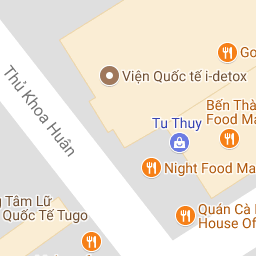 Go
Viện Quốc tế i-detox
Thủ Khoa Huân
Bến Thà
Food Ma
Tu Thuy
Night Food Ma
Tâm Lữ
Quốc Tế Tugo
Quán Cà
House Of